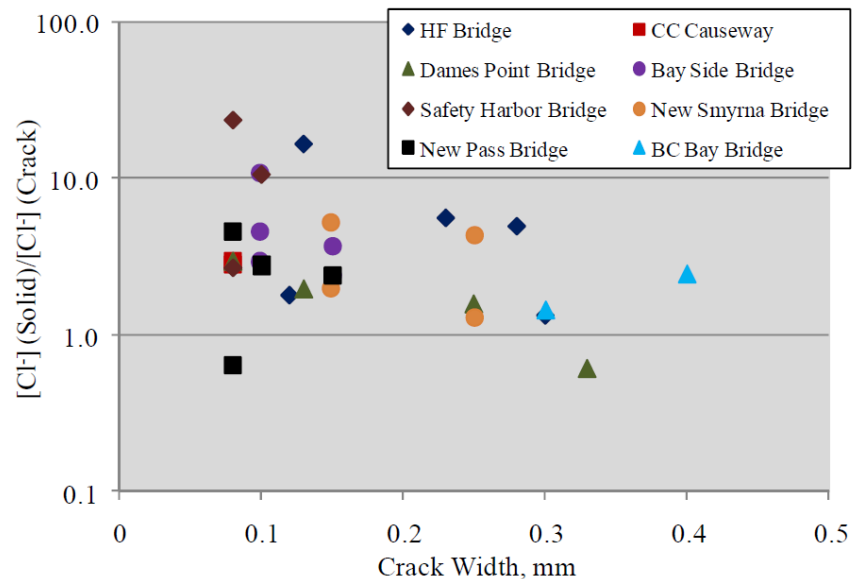 100.0
10.0
1.0
0.1
[Cl-] (Solid)/[Cl-] (Crack)
HF Bridge
CC Causeway
Dames Point Bridge
Bay Side Bridge
Safety Harbor Bridge
New Smyrna Bridge
New Pass Bridge
BC Bay Bridge
0 0.1 0.2 0.3 0.4 0.5
Crack Width, mm